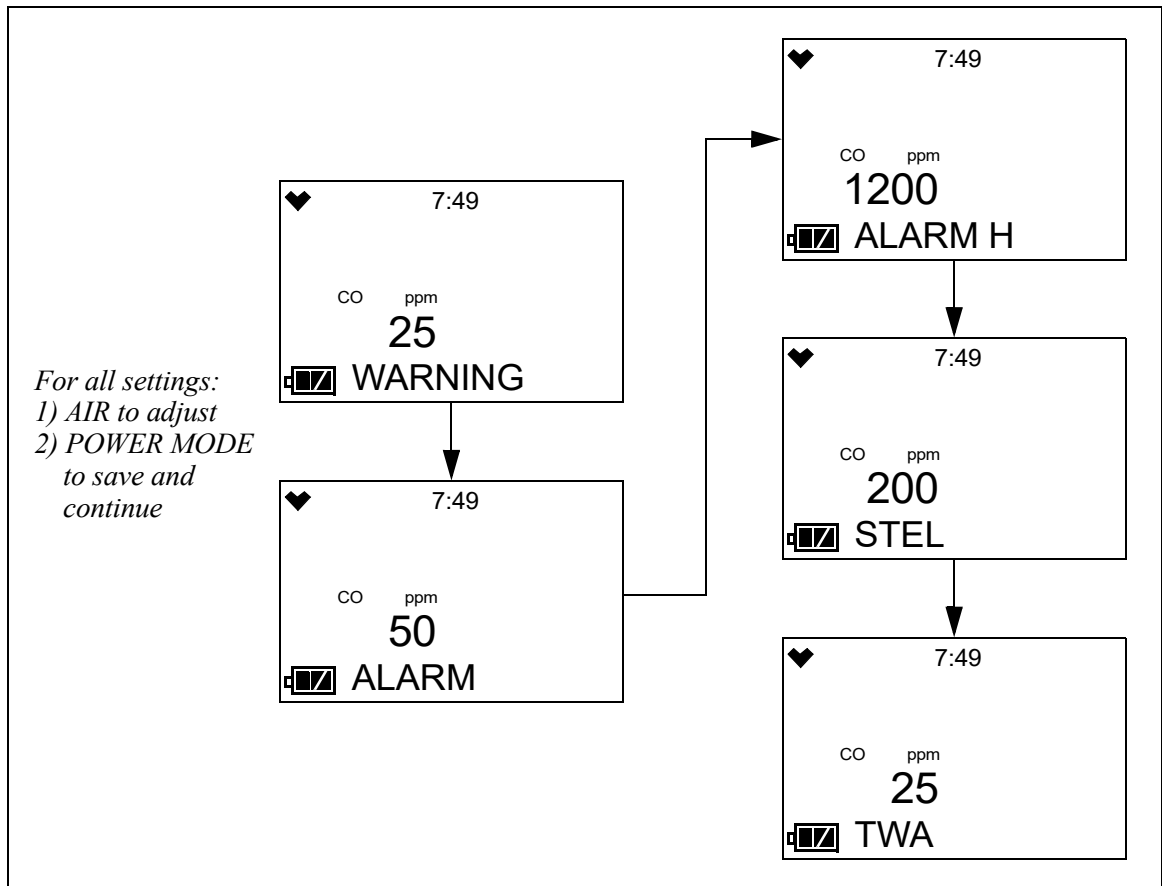 For all settings:
1) AIR to adjust
2) POWER MODE
to save and
continue
7:49
CO ppm
25
WARNING
7:49
CO ppm
50
ALARM
7:49
CO ppm
1200
ALARM H
7:49
CO ppm
200
STEL
7:49
CO ppm
25
TWA